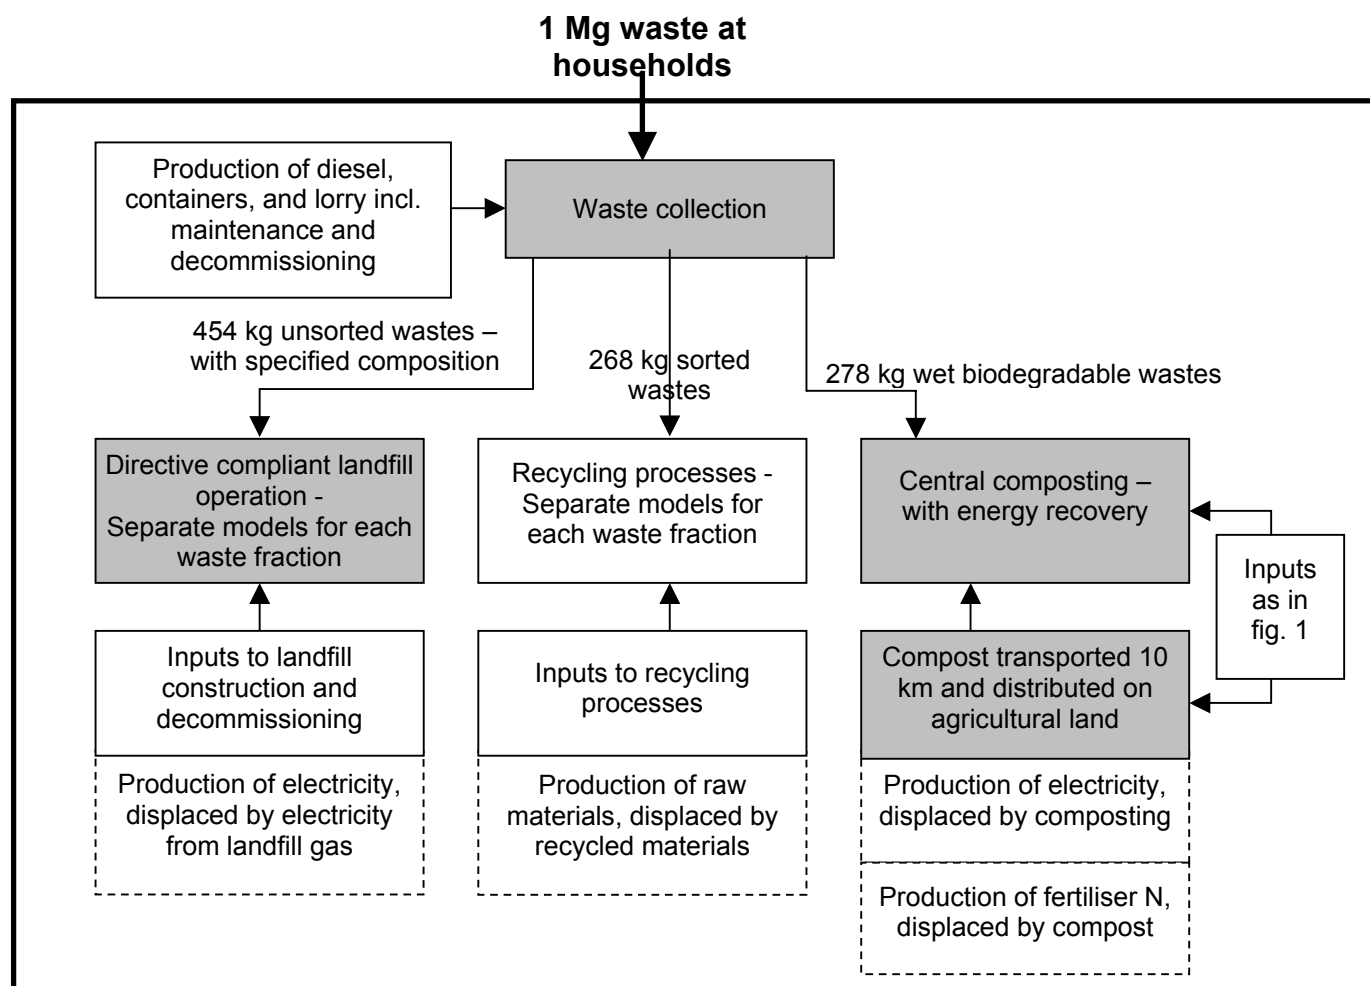 1 Mg waste at
households
Production of diesel,
containers, and lorry incl.
maintenance and
decommissioning
Waste collection
454 kg unsorted wastes –
with specified composition
268 kg sorted
wastes
278 kg wet biodegradable wastes
Directive compliant landfill
operation -
Separate models for each
waste fraction
Recycling processes -
Separate models for
each waste fraction
Central composting –
with energy recovery
Inputs
as in
fig. 1
Inputs to landfill
construction and
decommissioning
Inputs to recycling
processes
Compost transported 10
km and distributed on
agricultural land
Production of electricity,
displaced by electricity
from landfill gas
Production of raw
materials, displaced by
recycled materials
Production of electricity,
displaced by composting
Production of fertiliser N,
displaced by compost